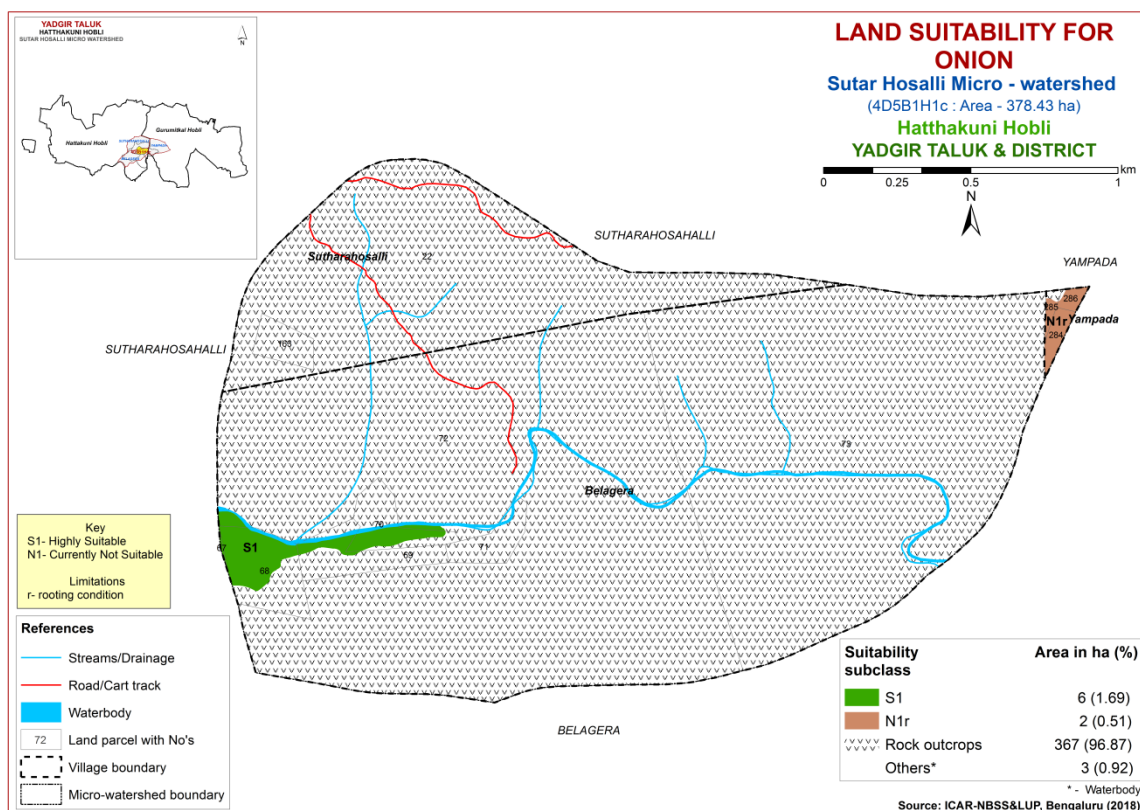 YADGIR TALUK
HATTHAKUNI HOBLI
SUTAR HOSALLI MICRO WATERSHED
N
Hattakuni Hobli
Gurumitkal Hobli
LAND SUITABILITY FOR
ONION
Sutar Hosalli Micro - watershed
(4D5B1H1c : Area - 378.43 ha)
Hatthakuni Hobli
YADGIR TALUK & DISTRICT
km
0 0.25 0.5 1
N
SUTHARAHOSAHALLI
YAMPADA
Sutharahosalli
22
286
285
N1r
Yampada
284
SUTHARAHOSAHALLI
163
72
73
Belagera
70
67
S1
71
69
68
BELAGERA
Key
S1- Highly Suitable
N1- Currently Not Suitable
Limitations
r- rooting condition
References
Streams/Drainage
Road/Cart track
Waterbody
72 Land parcel with No's
Village boundary
Micro-watershed boundary
Suitability subclass Area in ha (%)
S1 6 (1.69)
N1r 2 (0.51)
Rock outcrops 367 (96.87)
Others* 3 (0.92)
* - Waterbody
Source: ICAR-NBSS&LUP, Bengaluru (2018)